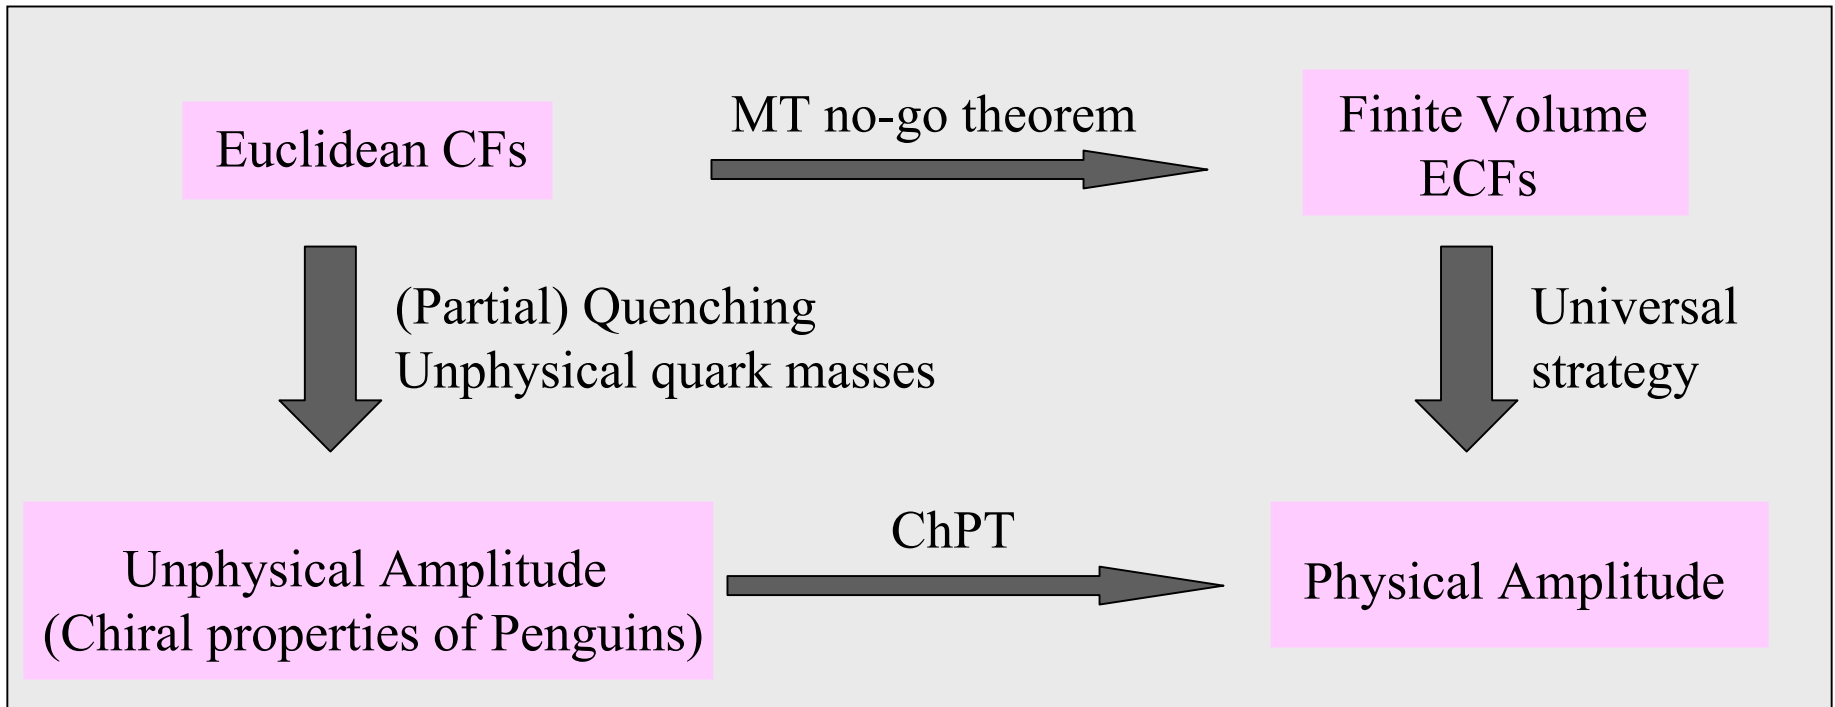 Euclidean CFs
MT no-go theorem
Finite Volume
ECFs
(Partial) Quenching
Unphysical quark masses
Universal
strategy
Unphysical Amplitude
(Chiral properties of Penguins)
ChPT
Physical Amplitude